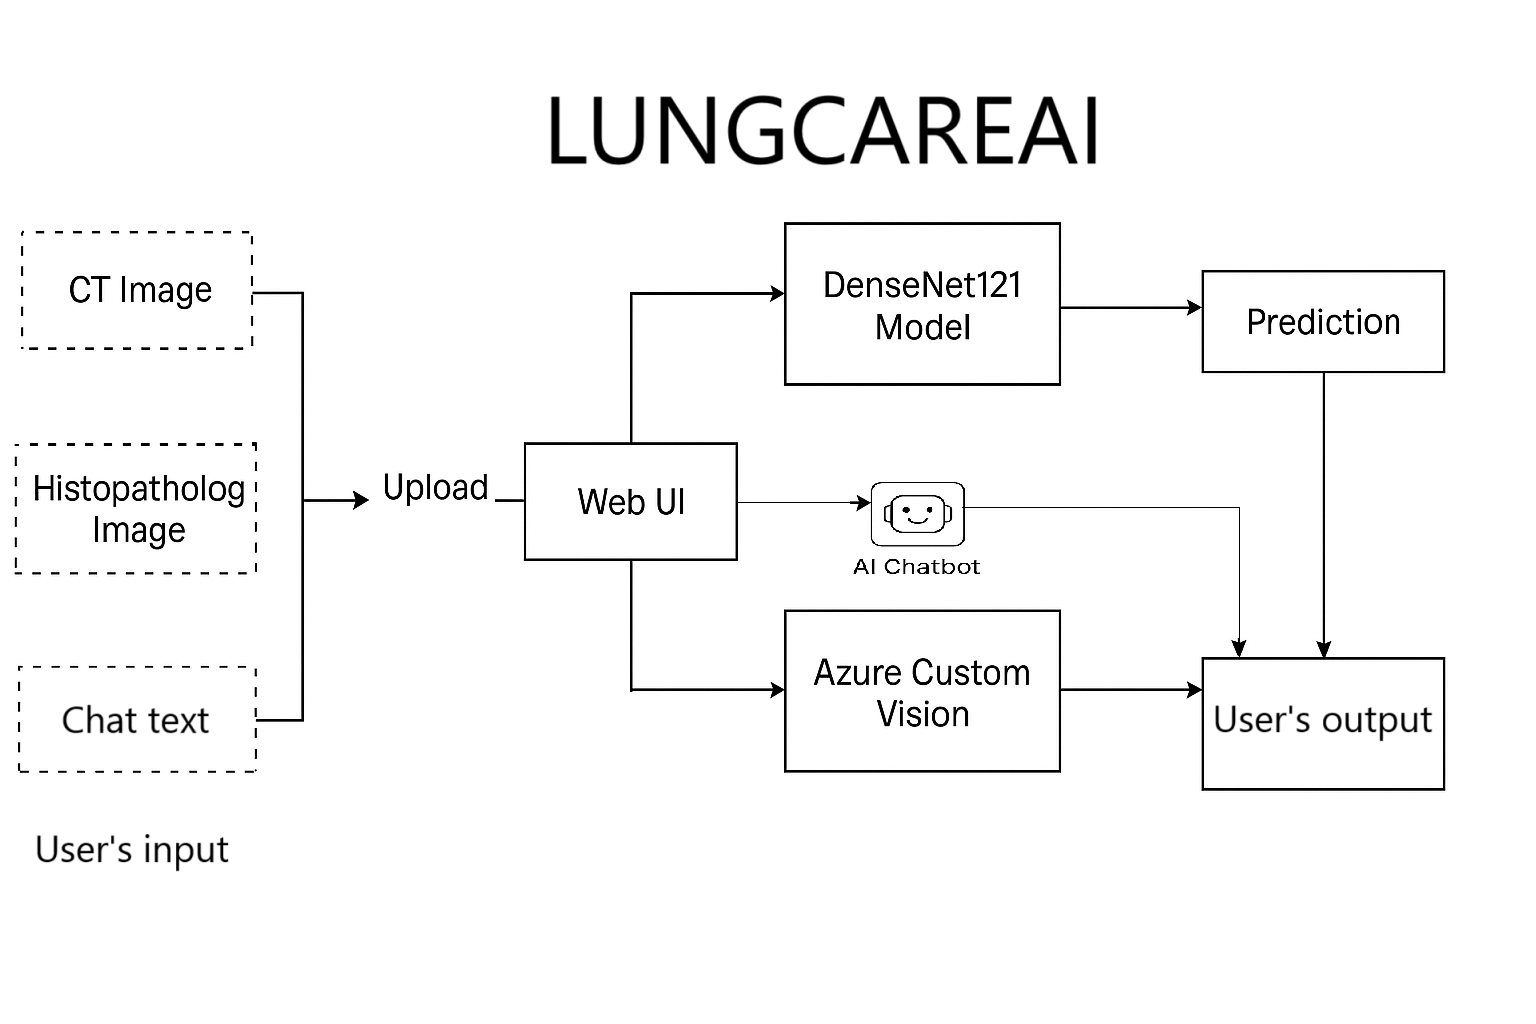 LUNGCAREAI
CT Image
Histopatholog
Image
Chat text
User's input
Upload
Web UI
DenseNet121
Model
AI Chatbot
Azure Custom
Vision
Prediction
User's output